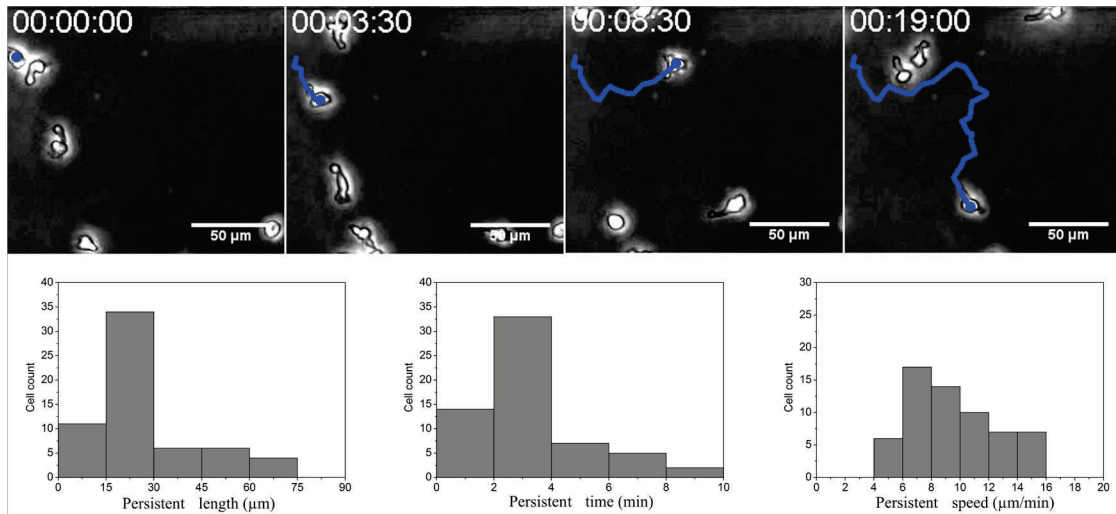 00:00:00
00:03:30
00:08:30
00:19:00
50 µm
50 µm
50 µm
50 µm
40
35
30
25
20
15
10
5
0
Cell count
0 15 30 45 60 75 90
Persistent length (µm)
40
35
30
25
20
15
10
5
0
Cell count
0 2 4 6 8 10
Persistent time (min)
30
25
20
15
10
5
0
Cell count
0 2 4 6 8 10 12 14 16 18 20
Persistent speed (µm/min)